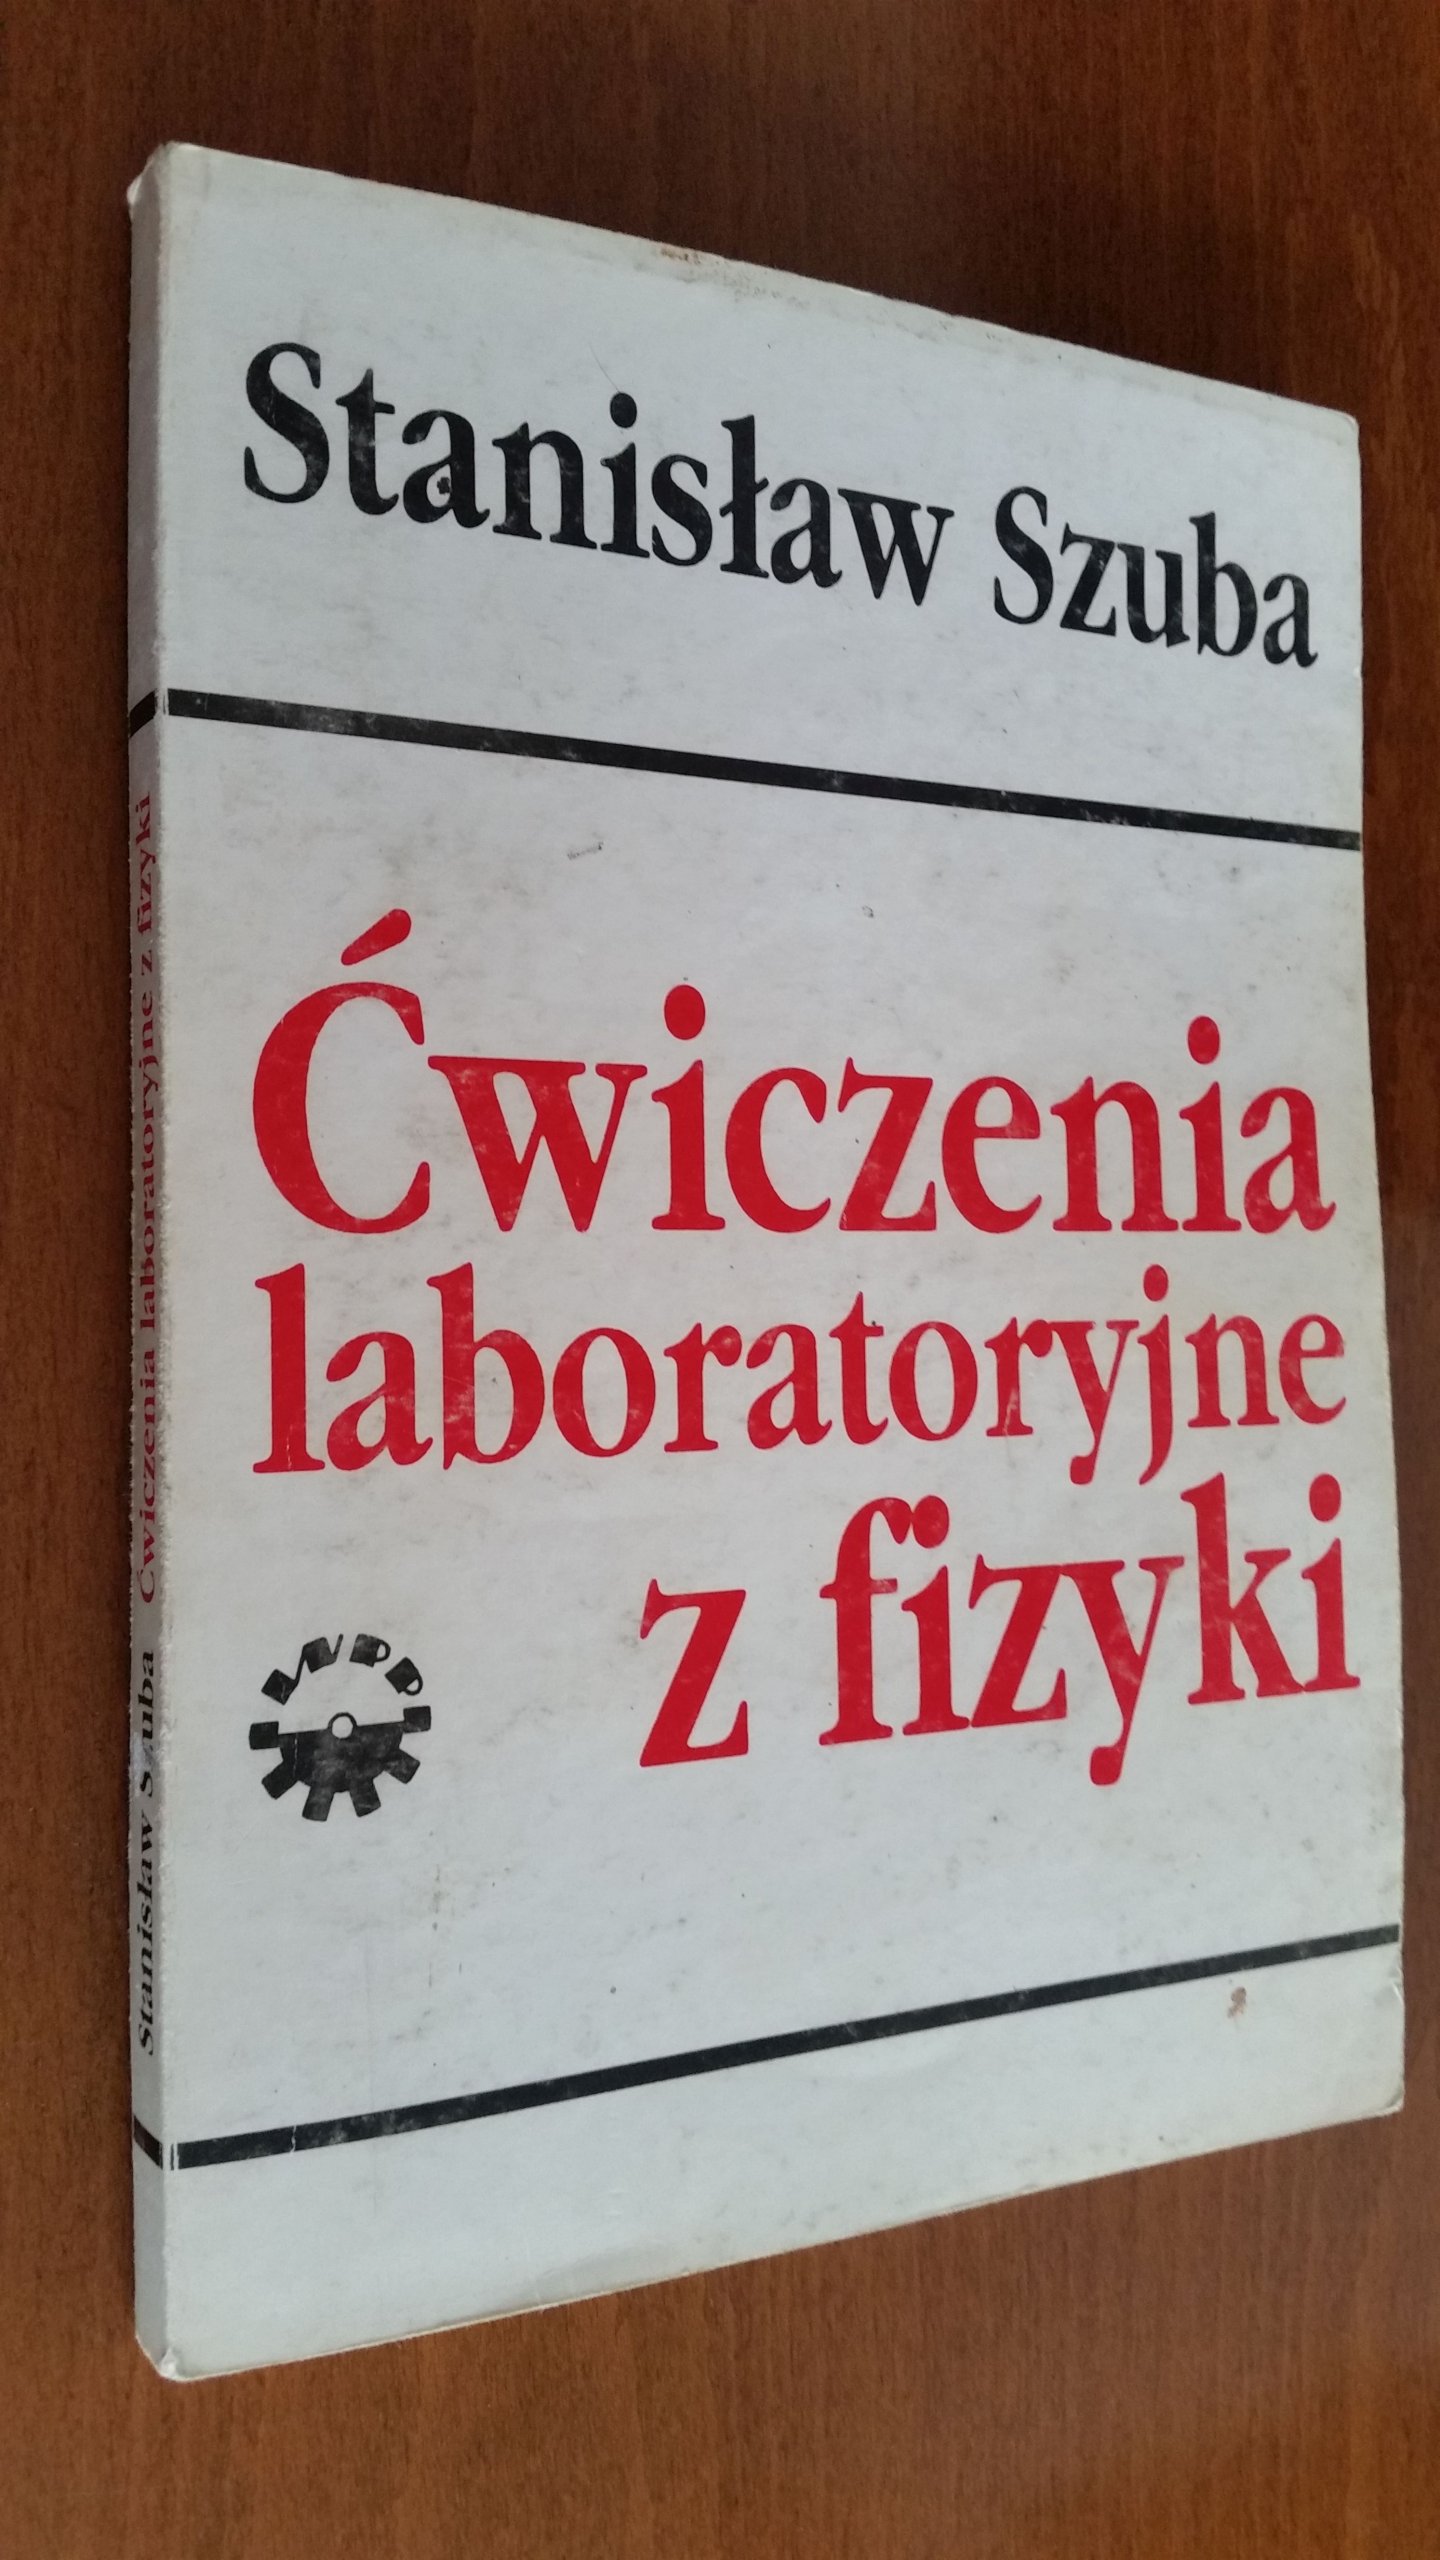 Stanisław Szuba
Ćwiczenia
laboratoryjne
z fizyki
Stanisław Szuba Ćwiczenia laboratoryjne z fizyki